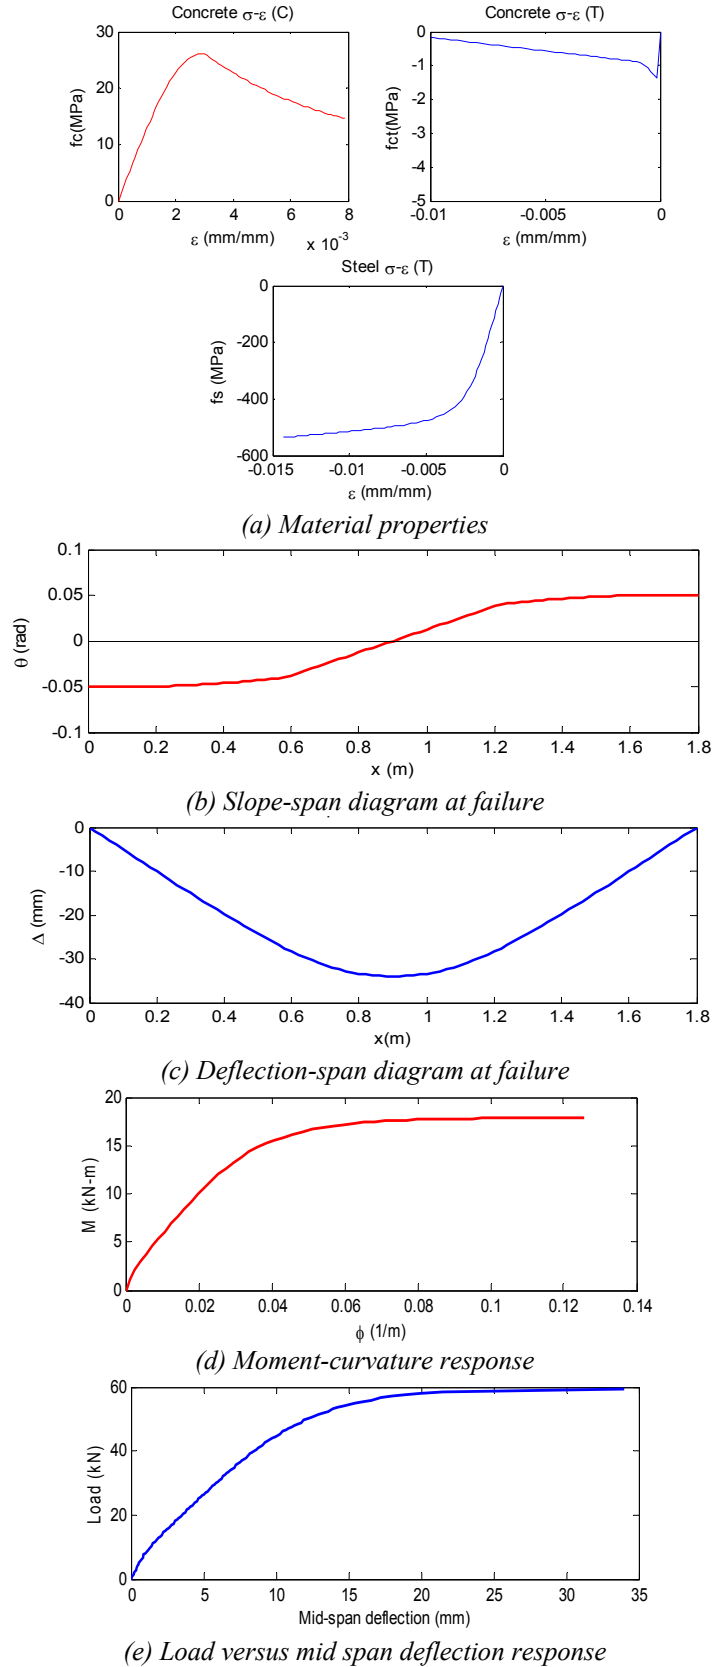 Concrete σ-ε (C)
30
20
10
0
fc(MPa)
0 2 4 6 8
ε (mm/mm)
x 10⁻³
Concrete σ-ε (T)
0
-1
-2
-3
-4
-5
fct(MPa)
-0.01 -0.005 0
ε (mm/mm)
Steel σ-ε (T)
0
-200
-400
-600
fs (MPa)
-0.015 -0.01 -0.005 0
ε (mm/mm)
(a) Material properties
0.1
0.05
0
-0.05
-0.1
θ (rad)
0 0.2 0.4 0.6 0.8 1 1.2 1.4 1.6 1.8
x (m)
(b) Slope-span diagram at failure
0
-10
-20
-30
-40
Δ (mm)
0 0.2 0.4 0.6 0.8 1 1.2 1.4 1.6 1.8
x(m)
(c) Deflection-span diagram at failure
20
15
10
5
0
M (kN-m)
0 0.02 0.04 0.06 0.08 0.1 0.12 0.14
ϕ (1/m)
(d) Moment-curvature response
60
40
20
0
Load (kN)
0 5 10 15 20 25 30 35
Mid-span deflection (mm)
(e) Load versus mid span deflection response